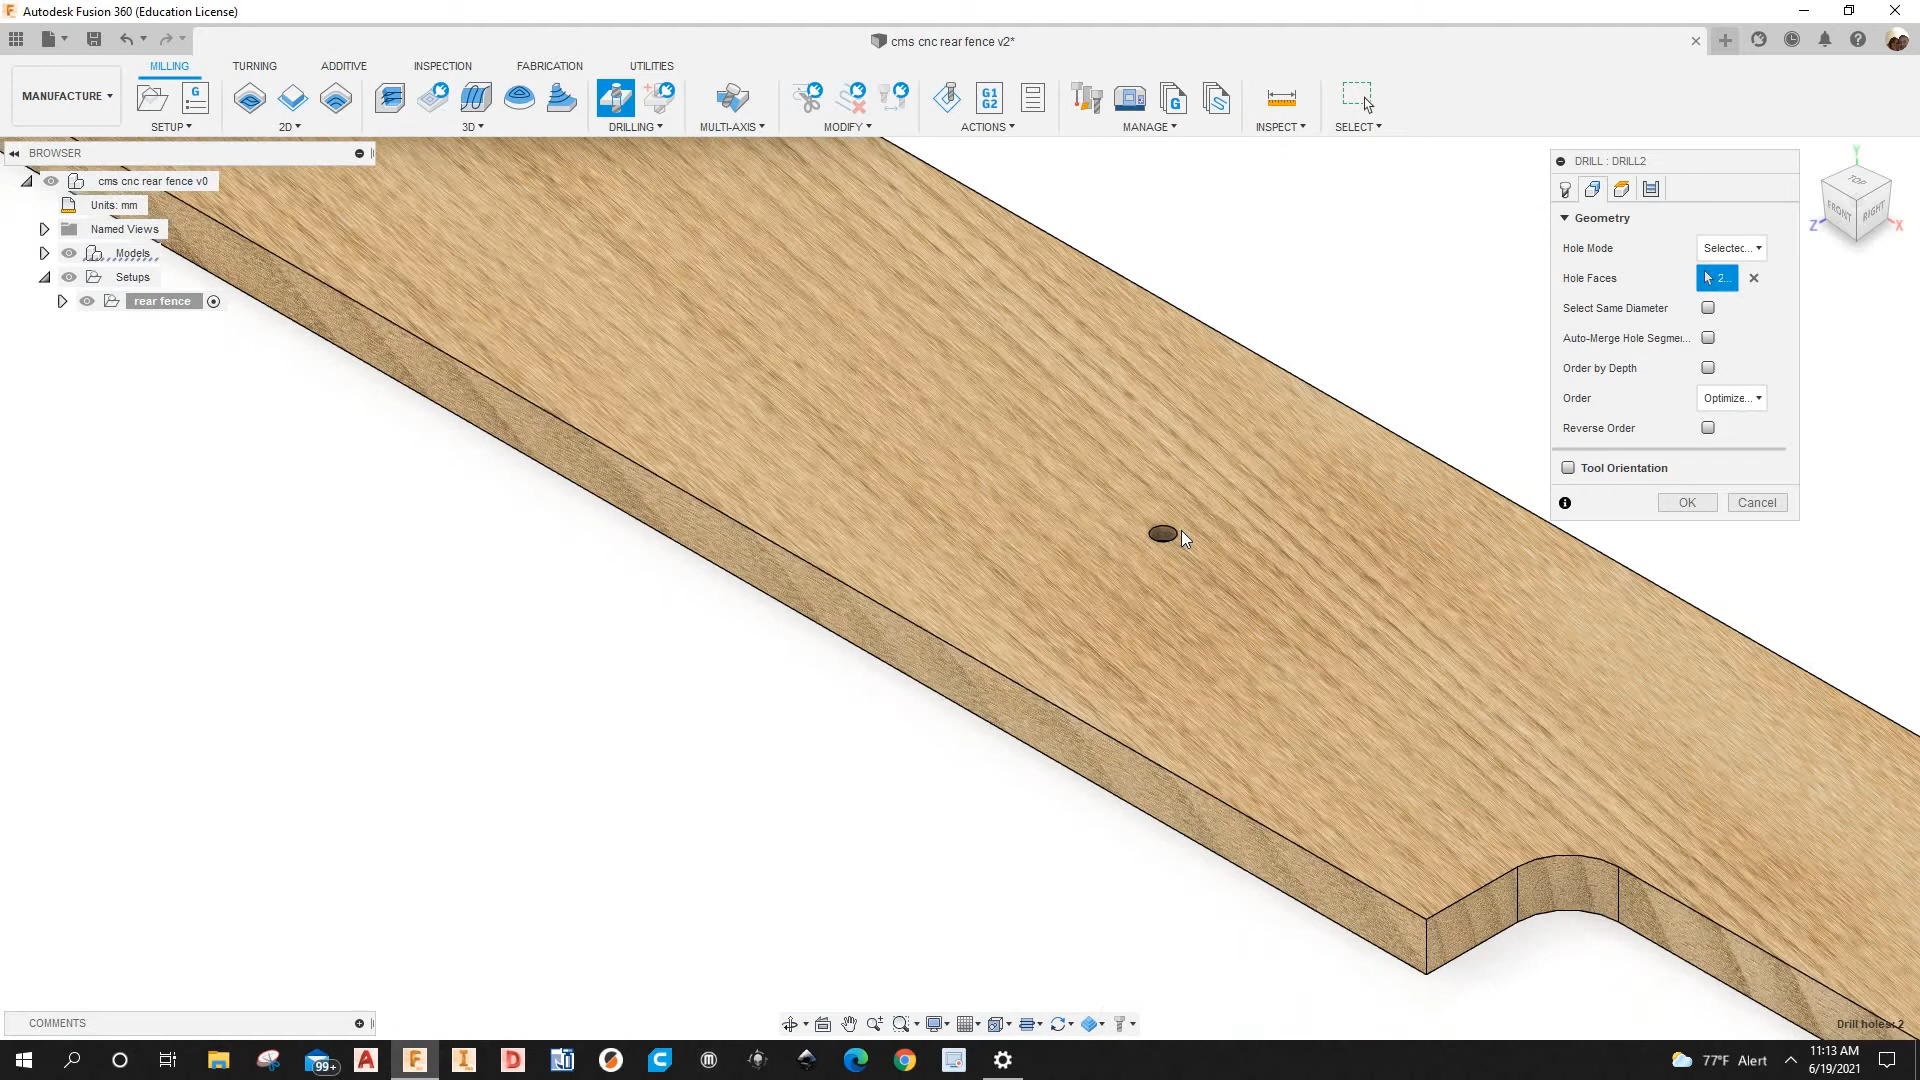 Autodesk Fusion 360 (Education License)
cms cnc rear fence v2*
MILLING TURNING ADDITIVE INSPECTION FABRICATION UTILITIES
MANUFACTURE
G
G1
G2
G
SETUP 2D 3D DRILLING MULTI-AXIS MODIFY ACTIONS MANAGE INSPECT SELECT
BROWSER
cms cnc rear fence v0
Units: mm
Named Views
Models
Setups
rear fence
DRILL : DRILL2
Geometry
Hole Mode Selectec...
Hole Faces 2...
Select Same Diameter
Auto-Merge Hole Segmer...
Order by Depth
Order Optimize...
Reverse Order
Tool Orientation
OK Cancel
Y
TOP
FRONT RIGHT
Z X
COMMENTS
Drill holes: 2
99+
77°F Alert
11:13 AM
6/19/2021